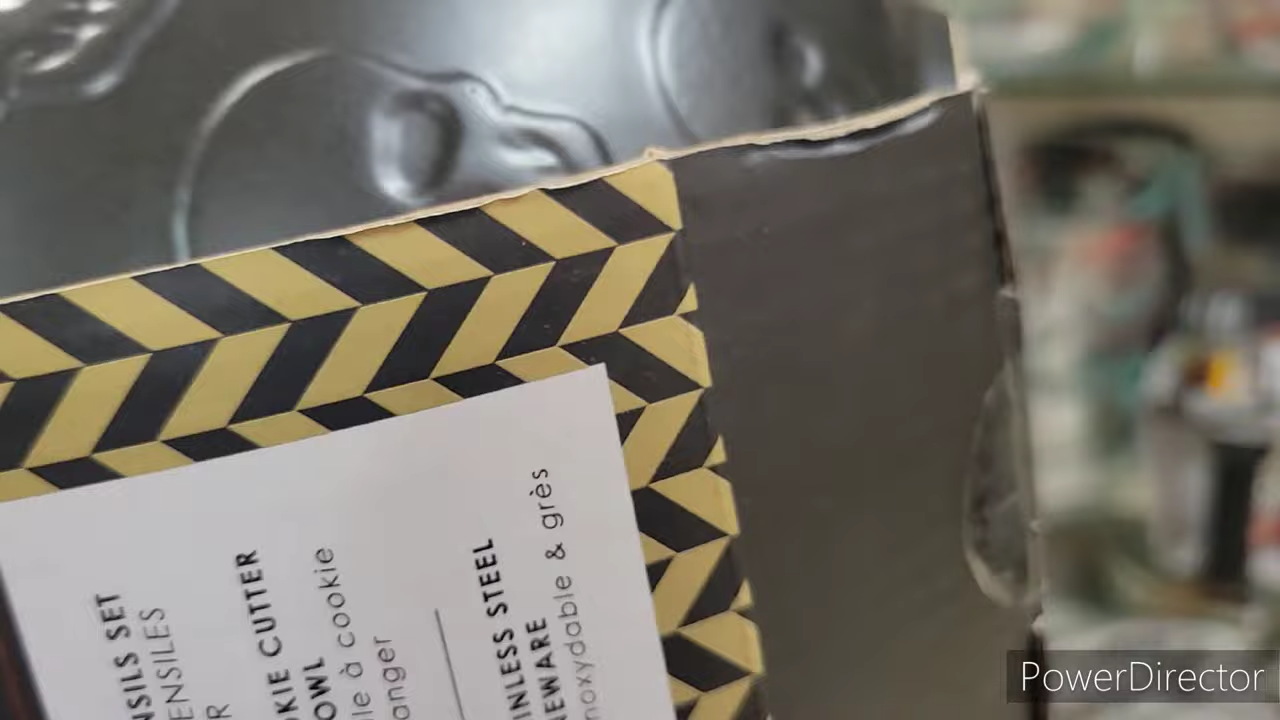 NSILS SET
ENSILES
R
OKIE CUTTER
OWL
le à cookie
anger
INLESS STEEL
NEWARE
noxydable & grès
PowerDirector